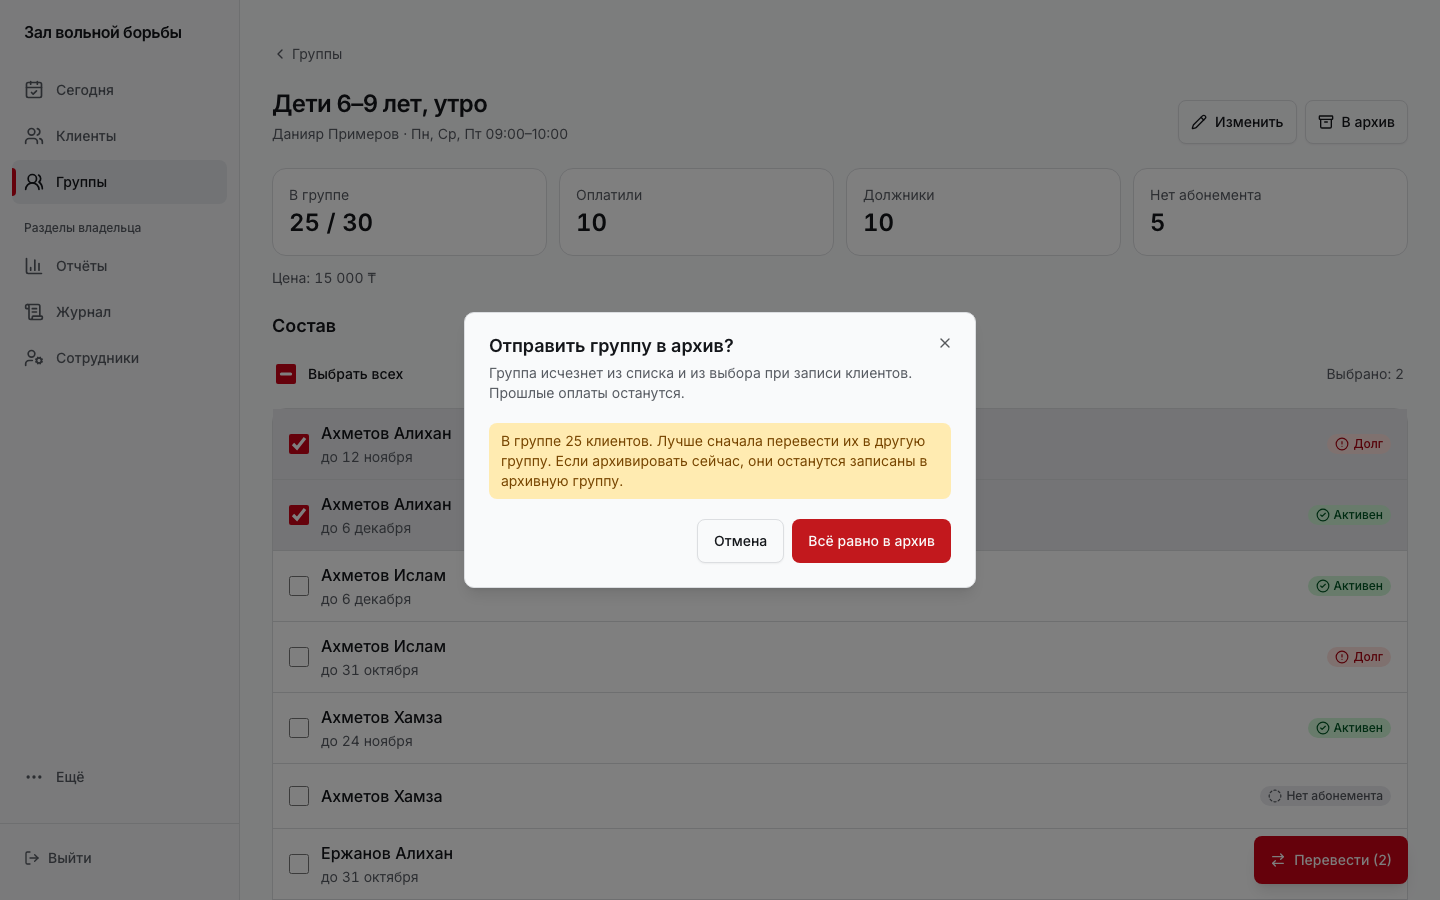 Зал вольной борьбы
Сегодня
Клиенты
Группы
Разделы владельца
Отчёты
Журнал
Сотрудники
Ещё
Выйти
Группы
Дети 6–9 лет, утро
Данияр Примеров · Пн, Ср, Пт 09:00–10:00
Изменить
В архив
В группе
25 / 30
Оплатили
10
Должники
10
Нет абонемента
5
Цена: 15 000 ₸
Состав
Выбрать всех
Выбрано: 2
Ахметов Алихан
до 12 ноября
Долг
Ахметов Алихан
до 6 декабря
Активен
Ахметов Ислам
до 6 декабря
Активен
Ахметов Ислам
до 31 октября
Долг
Ахметов Хамза
до 24 ноября
Активен
Ахметов Хамза
Нет абонемента
Ержанов Алихан
до 31 октября
Перевести (2)
Отправить группу в архив?
Группа исчезнет из списка и из выбора при записи клиентов.
Прошлые оплаты останутся.
В группе 25 клиентов. Лучше сначала перевести их в другую
группу. Если архивировать сейчас, они останутся записаны в
архивную группу.
Отмена
Всё равно в архив